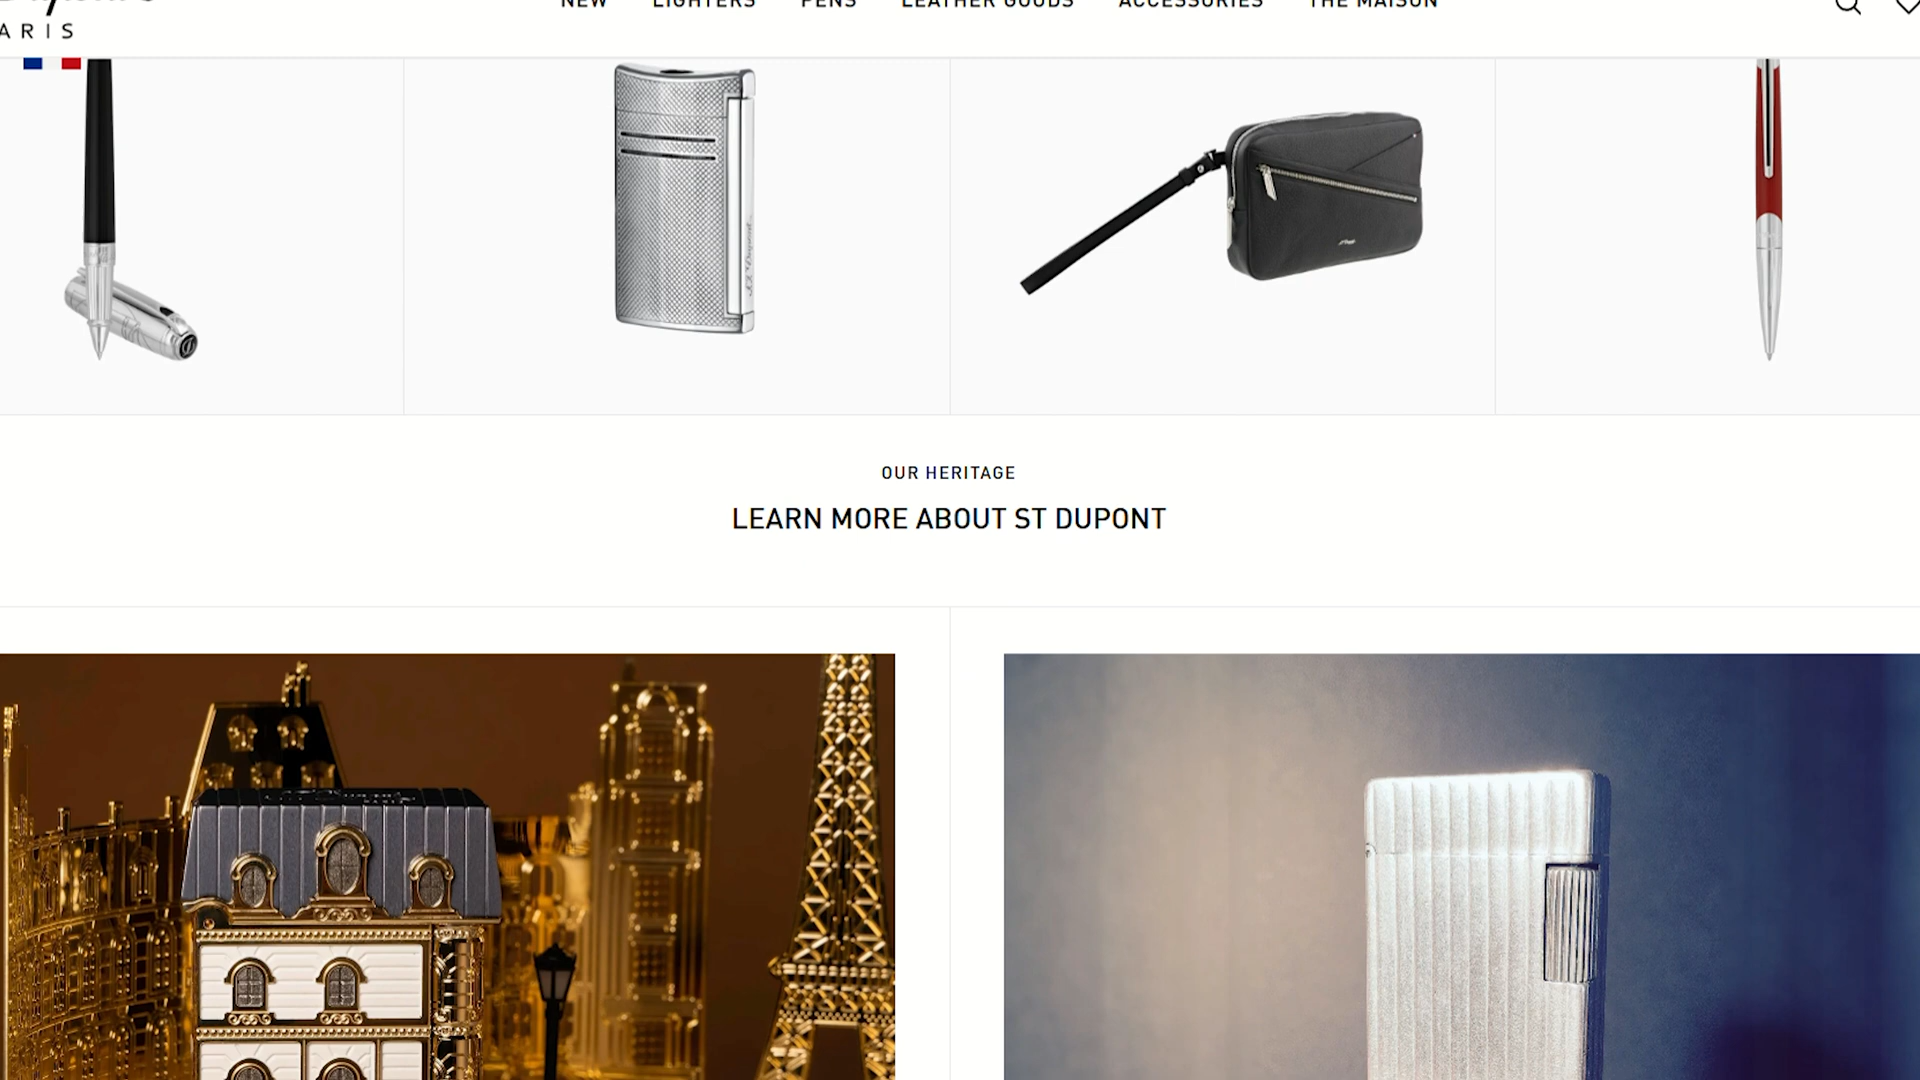 ARIS
NEW LIGHTERS PENS LEATHER GOODS ACCESSORIES THE MAISON
OUR HERITAGE
LEARN MORE ABOUT ST DUPONT